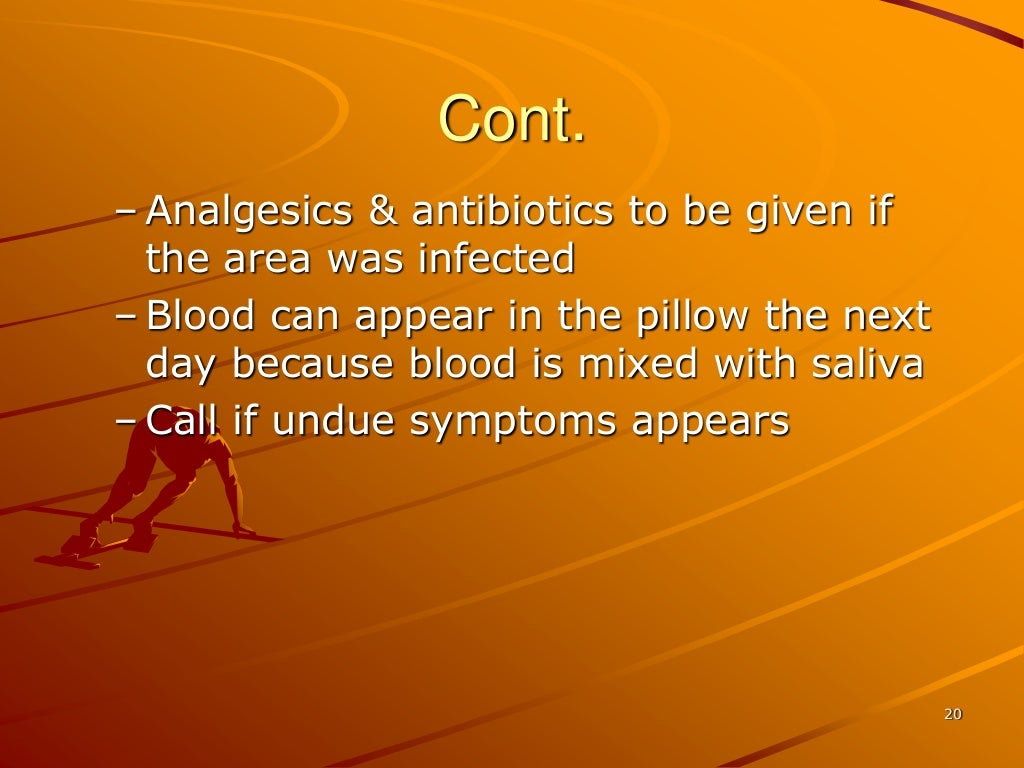 Cont.
– Analgesics & antibiotics to be given if
the area was infected
– Blood can appear in the pillow the next
day because blood is mixed with saliva
– Call if undue symptoms appears
20